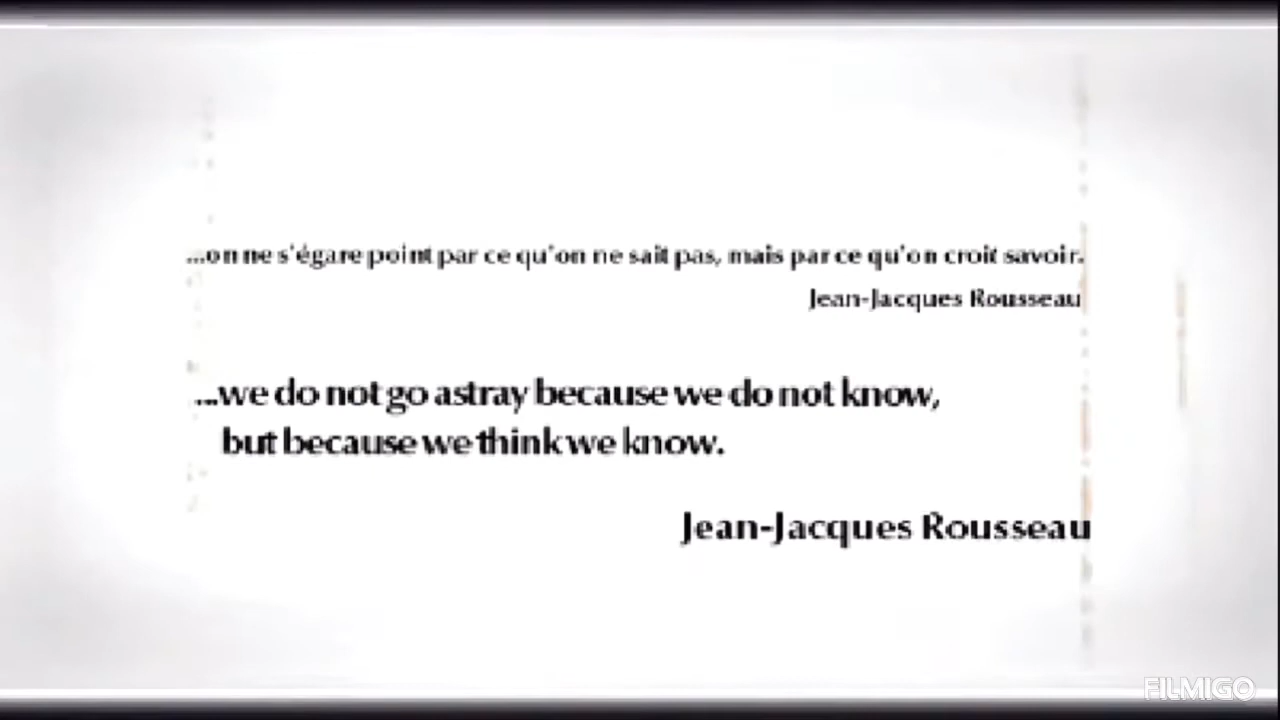 ...on ne s'égare point par ce qu'on ne sait pas, mais par ce qu'on croit savoir.
Jean-Jacques Rousseau
...we do not go astray because we do not know,
but because we think we know.
Jean-Jacques Rousseau
FILMIGO